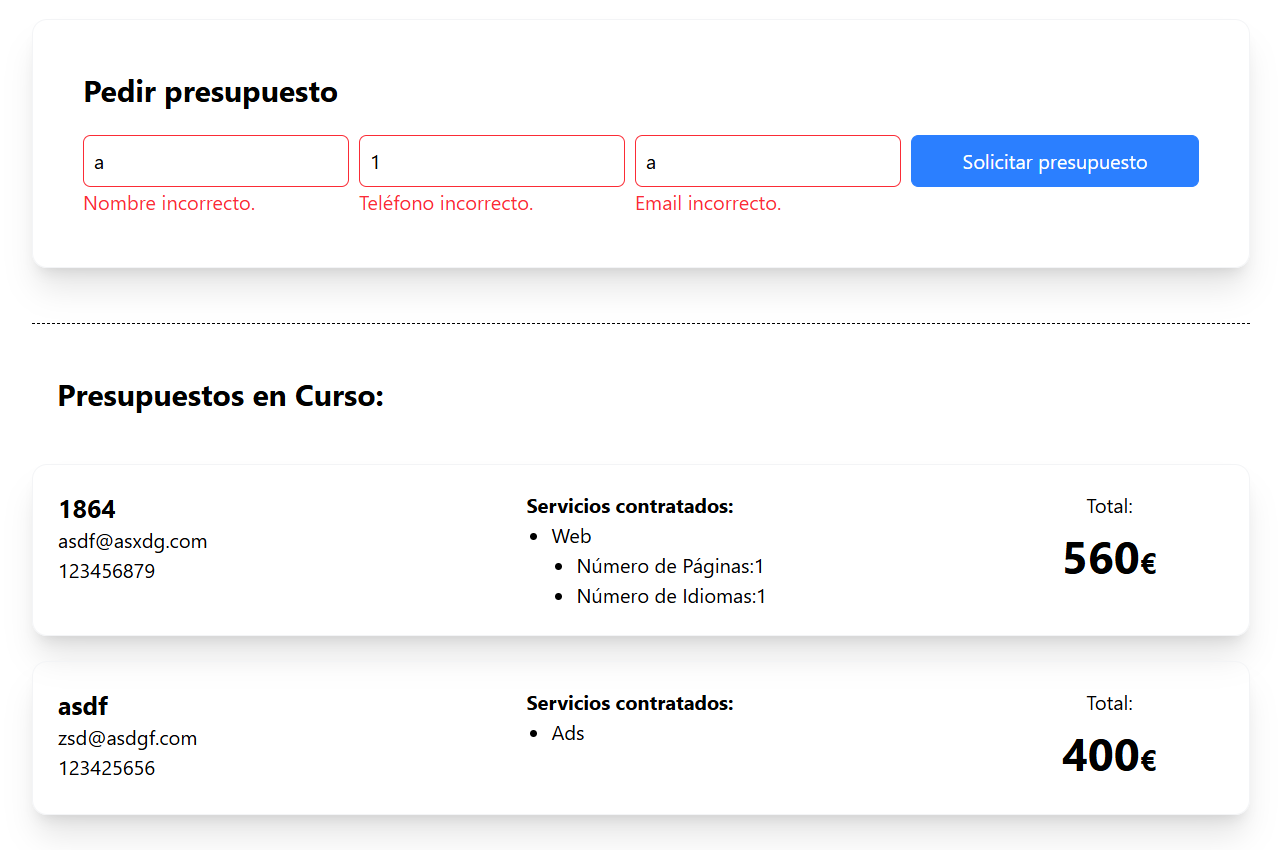 Pedir presupuesto
a 1 a Solicitar presupuesto
Nombre incorrecto. Teléfono incorrecto. Email incorrecto.
Presupuestos en Curso:
1864
asdf@asxdg.com
123456879
Servicios contratados:
Web
Número de Páginas:1
Número de Idiomas:1
Total:
560€
asdf
zsd@asdgf.com
123425656
Servicios contratados:
Ads
Total:
400€